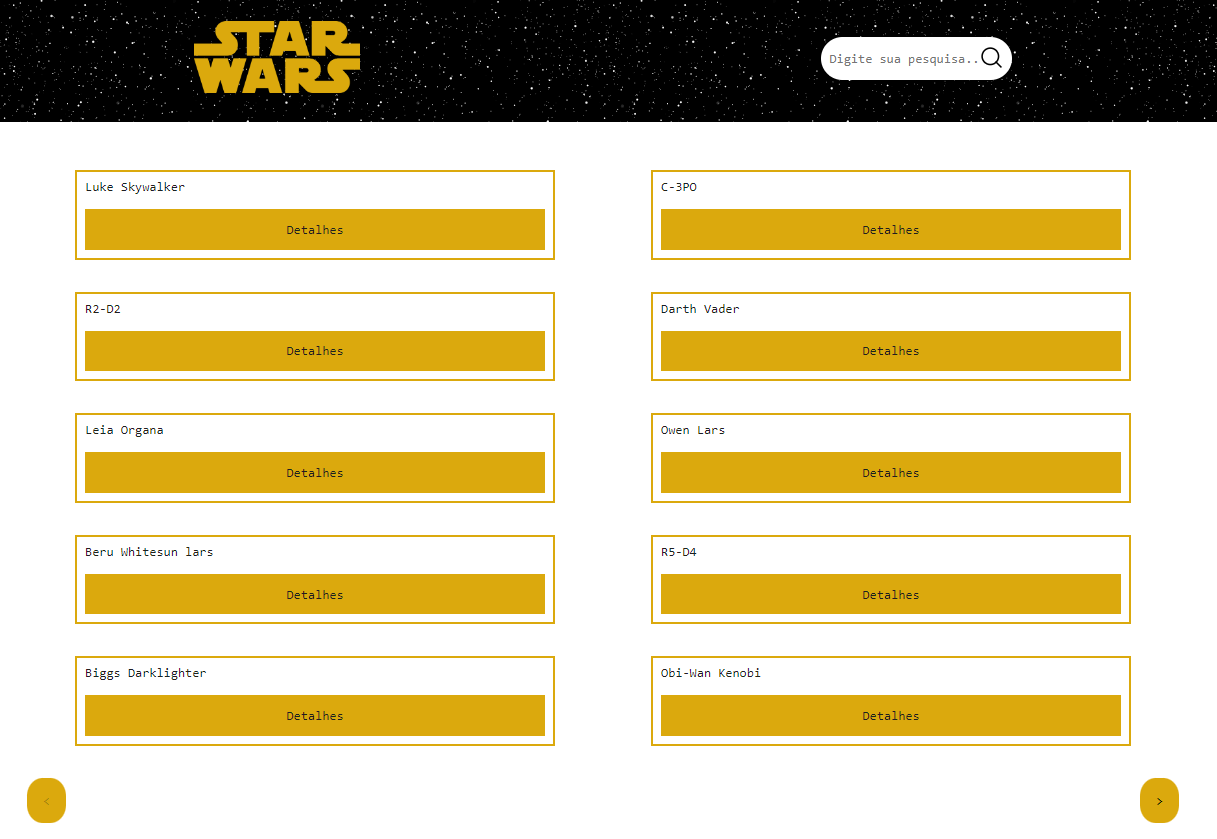 STAR
WARS
Digite sua pesquisa..
Luke Skywalker
Detalhes
C-3PO
Detalhes
R2-D2
Detalhes
Darth Vader
Detalhes
Leia Organa
Detalhes
Owen Lars
Detalhes
Beru Whitesun lars
Detalhes
R5-D4
Detalhes
Biggs Darklighter
Detalhes
Obi-Wan Kenobi
Detalhes
<
>